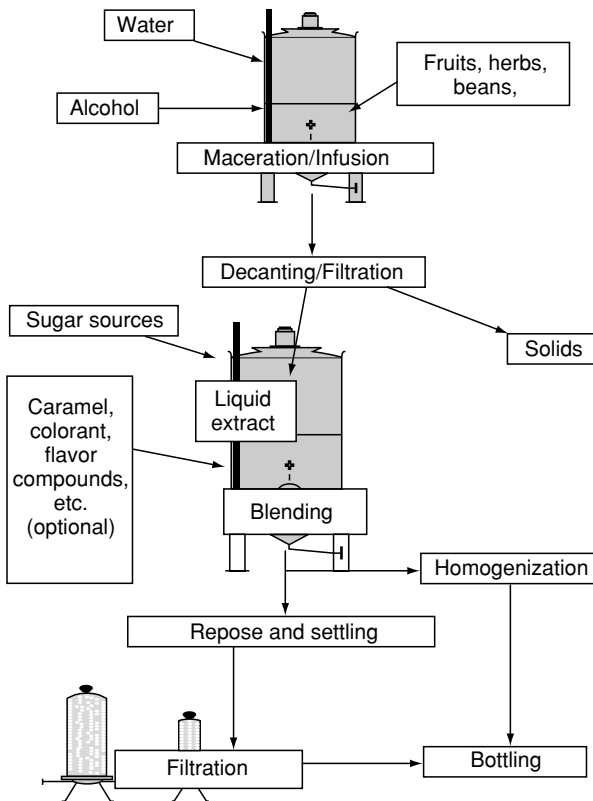 Water
Fruits, herbs,
beans,
Alcohol
Maceration/Infusion
Decanting/Filtration
Sugar sources
Solids
Liquid
extract
Caramel,
colorant,
flavor
compounds,
etc.
(optional)
Blending
Homogenization
Repose and settling
Filtration
Bottling